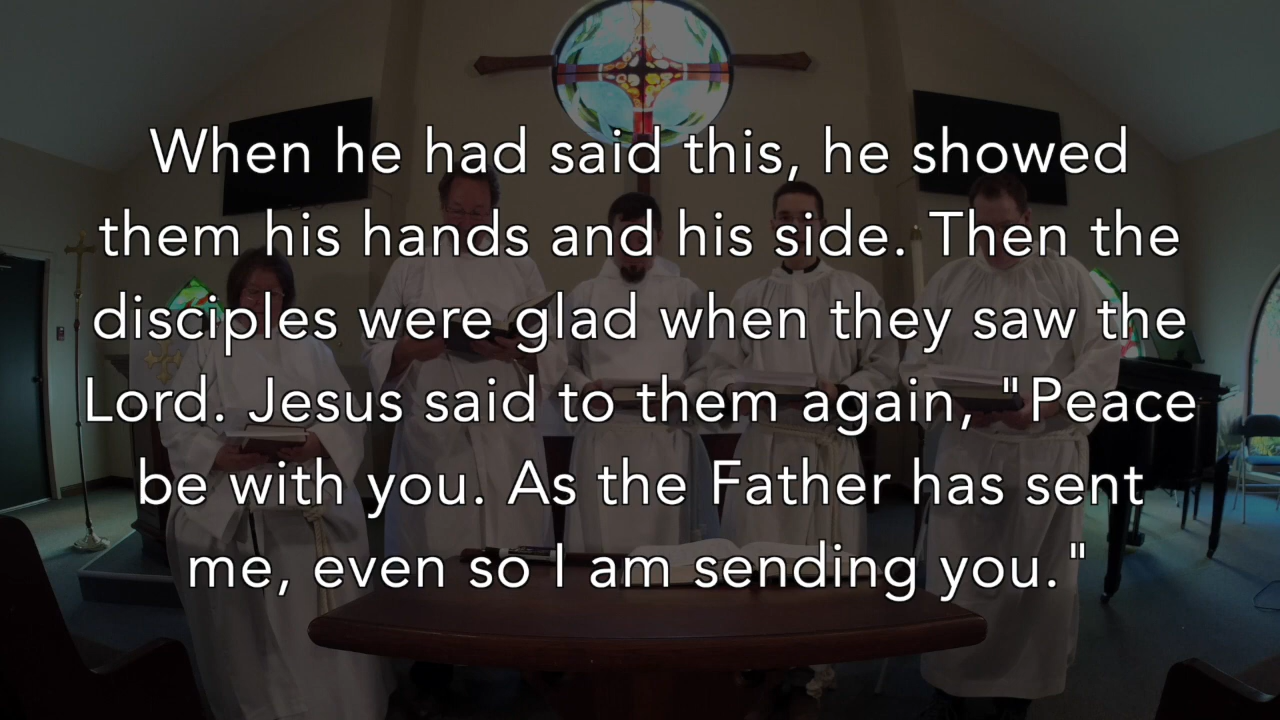 When he had said this, he showed
them his hands and his side. Then the
disciples were glad when they saw the
Lord. Jesus said to them again, "Peace
be with you. As the Father has sent
me, even so I am sending you."